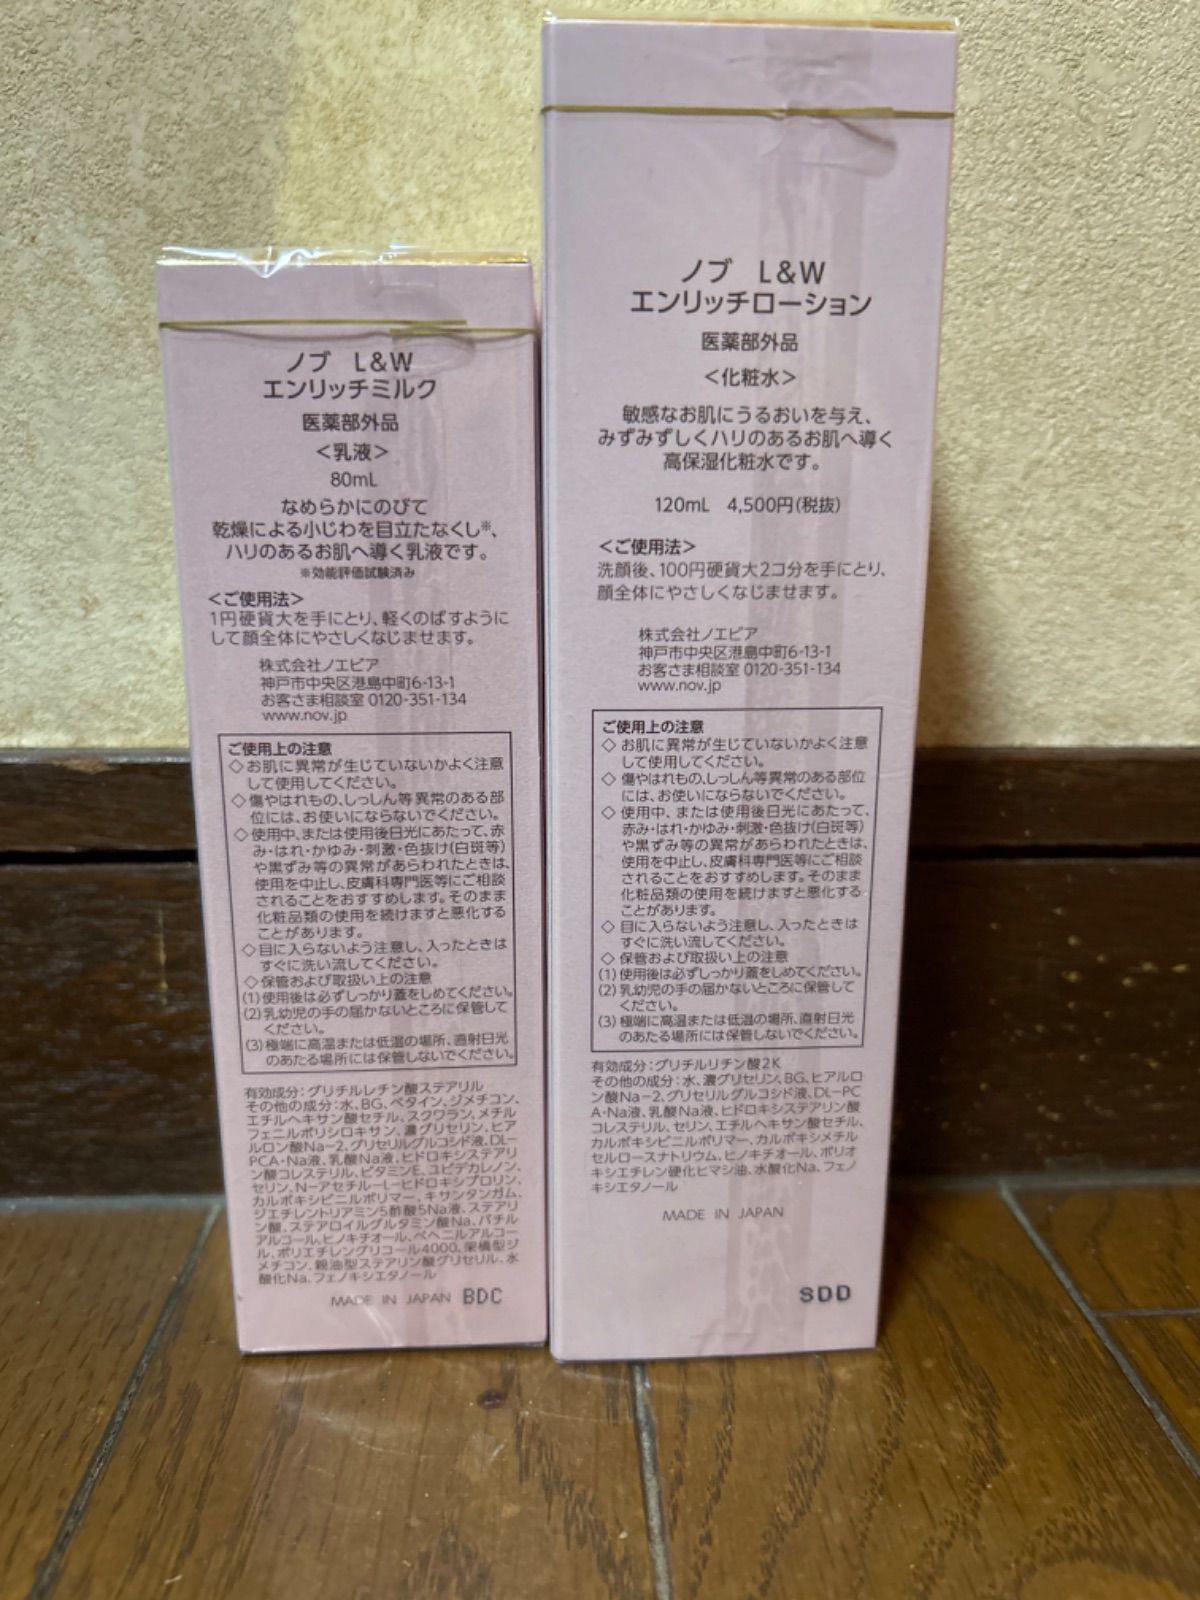 ノブ L&W
エンリッチミルク
医薬部外品
<乳液>
80mL
なめらかにのびて
乾燥による小じわを目立たなくし※、
ハリのあるお肌へ導く乳液です。
※効能評価試験済み
<ご使用法>
1円硬貨大を手にとり、軽くのばすように
して顔全体にやさしくなじませます。
株式会社ノエビア
神戸市中央区港島中町6-13-1
お客さま相談室 0120-351-134
www.nov.jp
ご使用上の注意
◇お肌に異常が生じていないかよく注意
して使用してください。
◇傷やはれもの、しっしん等異常のある部
位には、お使いにならないでください。
◇使用中、または使用後日光にあたって、赤
み・はれ・かゆみ・刺激・色抜け(白斑等)
や黒ずみ等の異常があらわれたときは、
使用を中止し、皮膚科専門医等にご相談
されることをおすすめします。そのまま
化粧品類の使用を続けますと悪化する
ことがあります。
◇目に入らないよう注意し、入ったときは
すぐに洗い流してください。
◇保管および取扱い上の注意
(1)使用後は必ずしっかり蓋をしめてください。
(2)乳幼児の手の届かないところに保管して
ください。
(3)極端に高温または低温の場所、直射日光
のあたる場所には保管しないでください。
有効成分：グリチルレチン酸ステアリル
その他の成分：水、BG、ベタイン、ジメチコン、
エチルヘキサン酸セチル、スクワラン、メチル
フェニルポリシロキサン、濃グリセリン、ヒア
ルロン酸Na-2、グリセリルグルコシド液、DL-
PCA・Na液、乳酸Na液、ヒドロキシステアリ
ン酸コレステリル、ビタミンE、ユビデカレノン、
セリン、N-アセチル-L-ヒドロキシプロリン、
カルボキシビニルポリマー、キサンタンガム、
ジエチレントリアミン5酢酸5Na液、ステアリ
ン酸、ステアロイルグルタミン酸Na、バチル
アルコール、ヒノキチオール、ベヘニルアルコー
ル、ポリエチレングリコール4000、架橋型ジ
メチコン、親油型ステアリン酸グリセリル、水
酸化Na、フェノキシエタノール
MADE IN JAPAN BDC
ノブ L&W
エンリッチローション
医薬部外品
<化粧水>
敏感なお肌にうるおいを与え、
みずみずしくハリのあるお肌へ導く
高保湿化粧水です。
120mL 4,500円(税抜)
<ご使用法>
洗顔後、100円硬貨大2コ分を手にとり、
顔全体にやさしくなじませます。
株式会社ノエビア
神戸市中央区港島中町6-13-1
お客さま相談室 0120-351-134
www.nov.jp
ご使用上の注意
◇お肌に異常が生じていないかよく注意
して使用してください。
◇傷やはれもの、しっしん等異常のある部位
には、お使いにならないでください。
◇使用中、または使用後日光にあたって、
赤み・はれ・かゆみ・刺激・色抜け(白斑等)
や黒ずみ等の異常があらわれたときは、
使用を中止し、皮膚科専門医等にご相談
されることをおすすめします。そのまま
化粧品類の使用を続けますと悪化する
ことがあります。
◇目に入らないよう注意し、入ったときは
すぐに洗い流してください。
◇保管および取扱い上の注意
(1)使用後は必ずしっかり蓋をしめてください。
(2)乳幼児の手の届かないところに保管して
ください。
(3)極端に高温または低温の場所、直射日光
のあたる場所には保管しないでください。
有効成分：グリチルリチン酸2K
その他の成分：水、濃グリセリン、BG、ヒアルロ
ン酸Na-2、グリセリルグルコシド液、DL-PC
A・Na液、乳酸Na液、ヒドロキシステアリン酸
コレステリル、セリン、エチルヘキサン酸セチル、
カルボキシビニルポリマー、カルボキシメチル
セルロースナトリウム、ヒノキチオール、ポリオ
キシエチレン硬化ヒマシ油、水酸化Na、フェノ
キシエタノール
MADE IN JAPAN
SDD